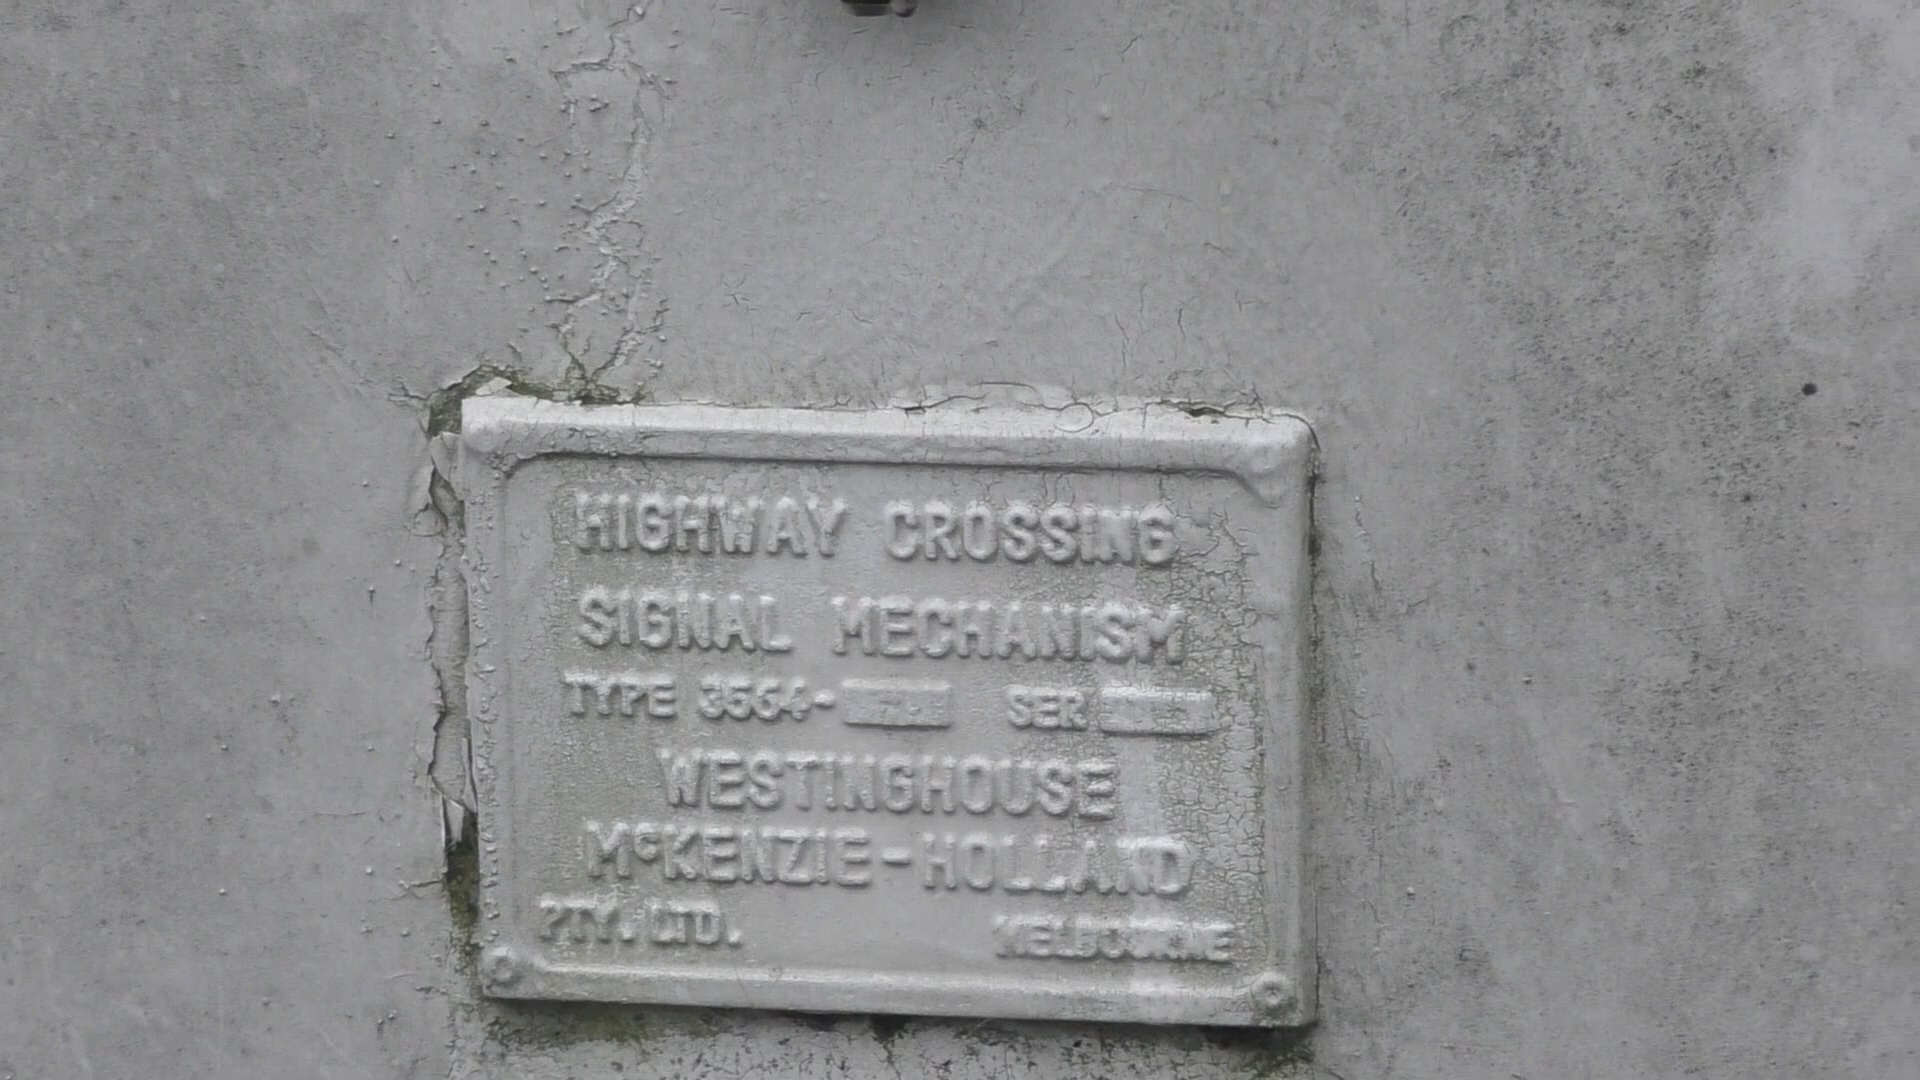 HIGHWAY CROSSING
SIGNAL MECHANISM
TYPE 3564- SER
WESTINGHOUSE
McKENZIE-HOLLAND
PTY. LTD. MELBOURNE